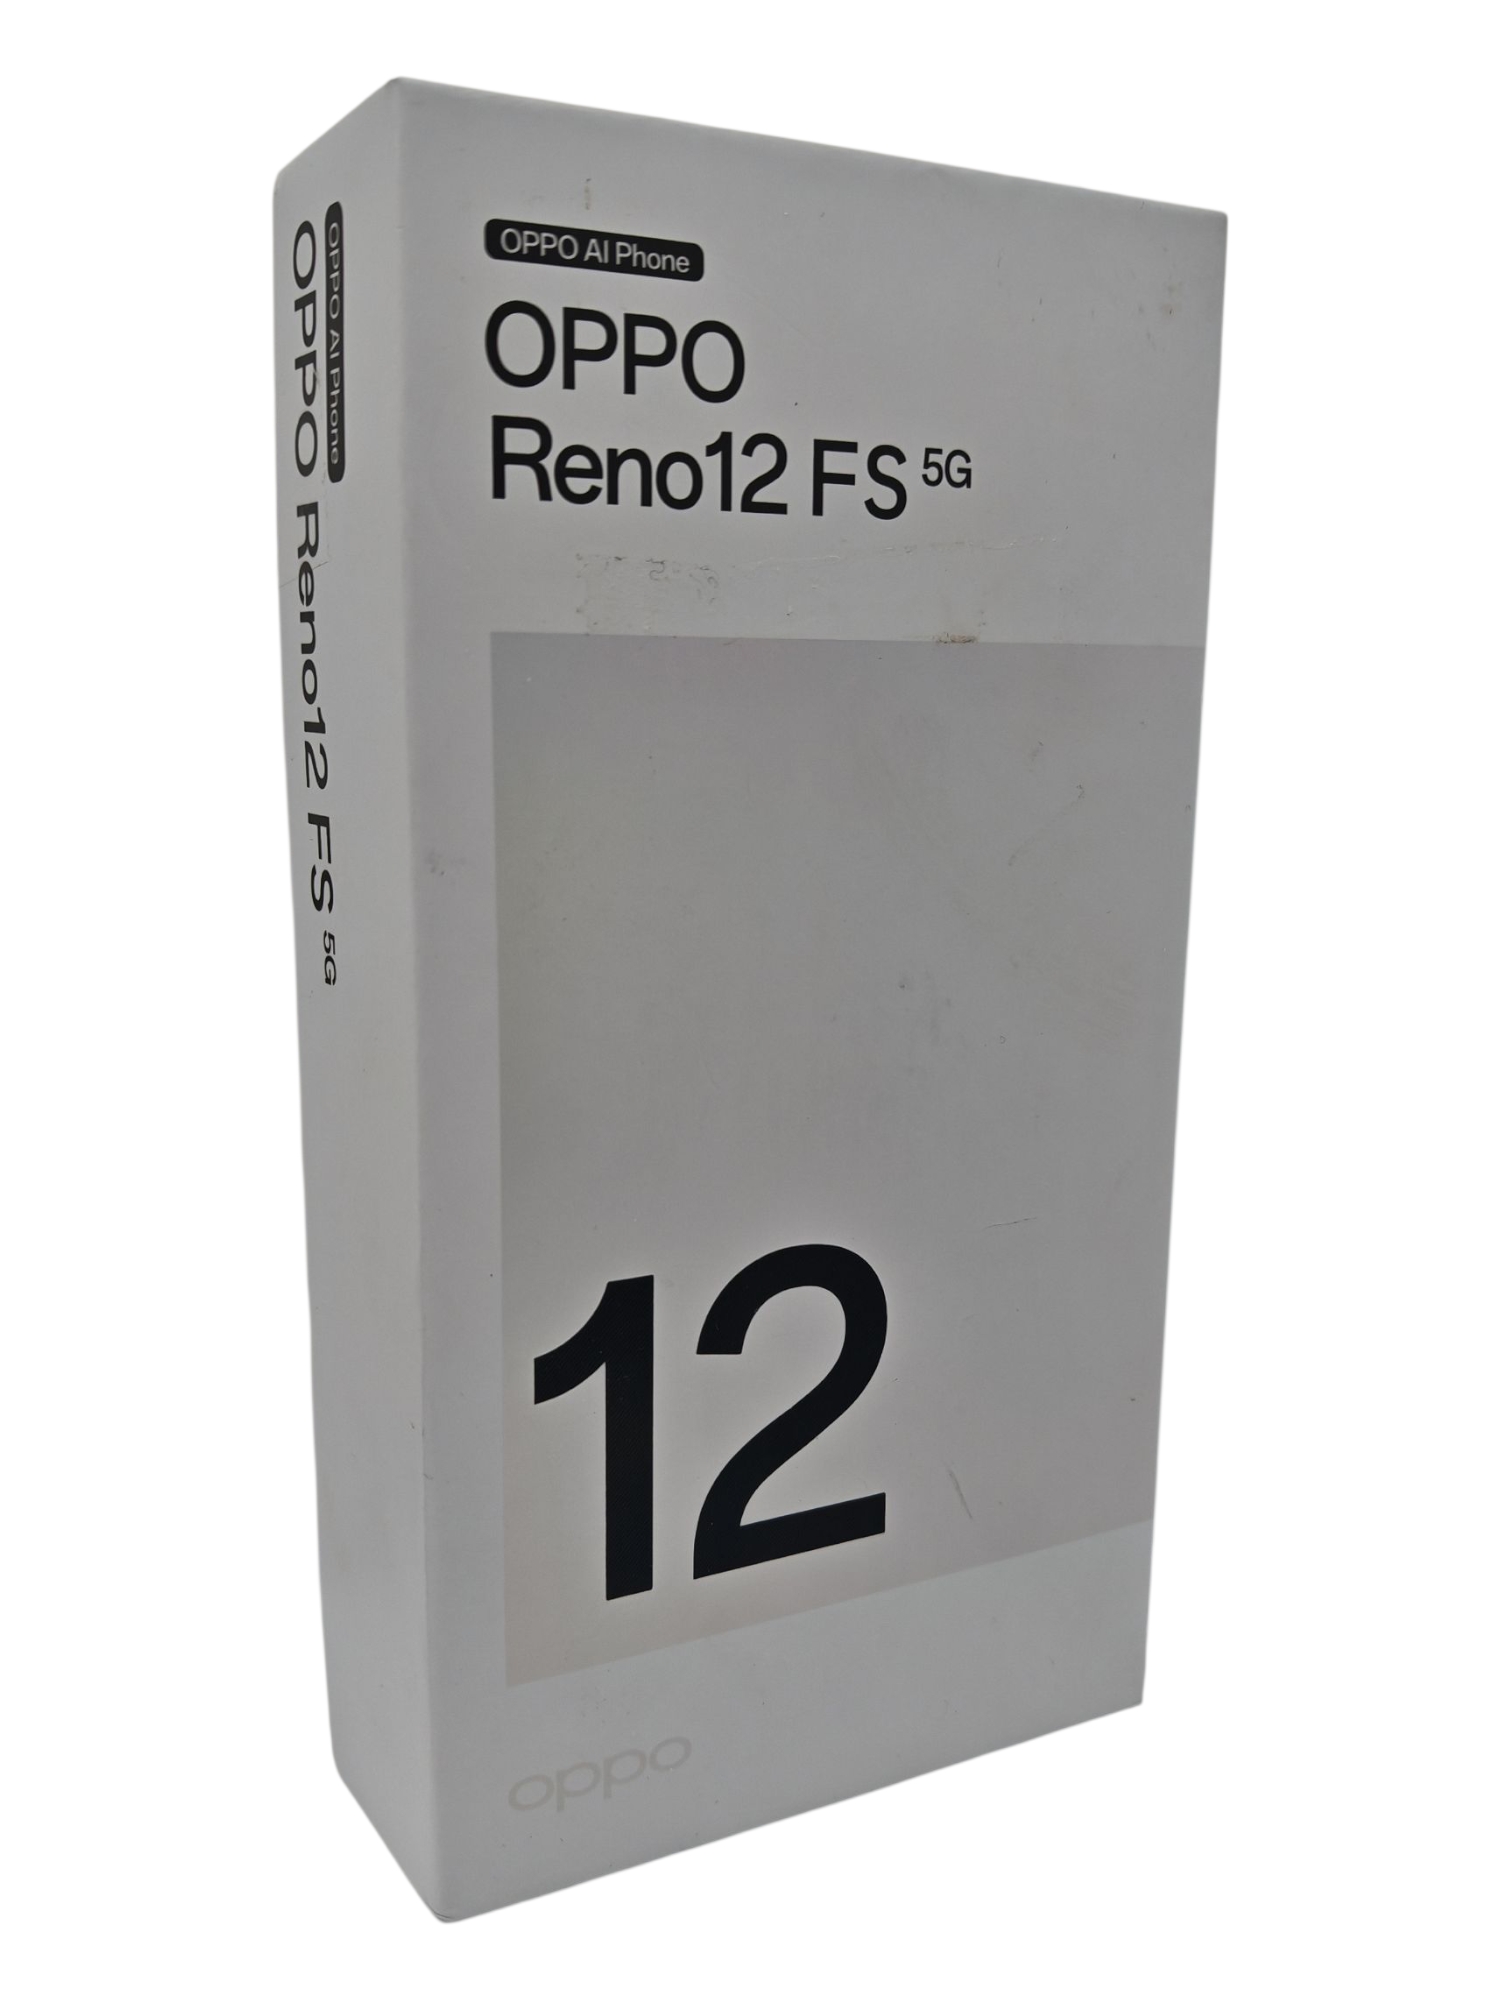 OPPO AI Phone
OPPO
Reno12 FS 5G
12
oppo
OPPO AI Phone
OPPO Reno12 FS 5G